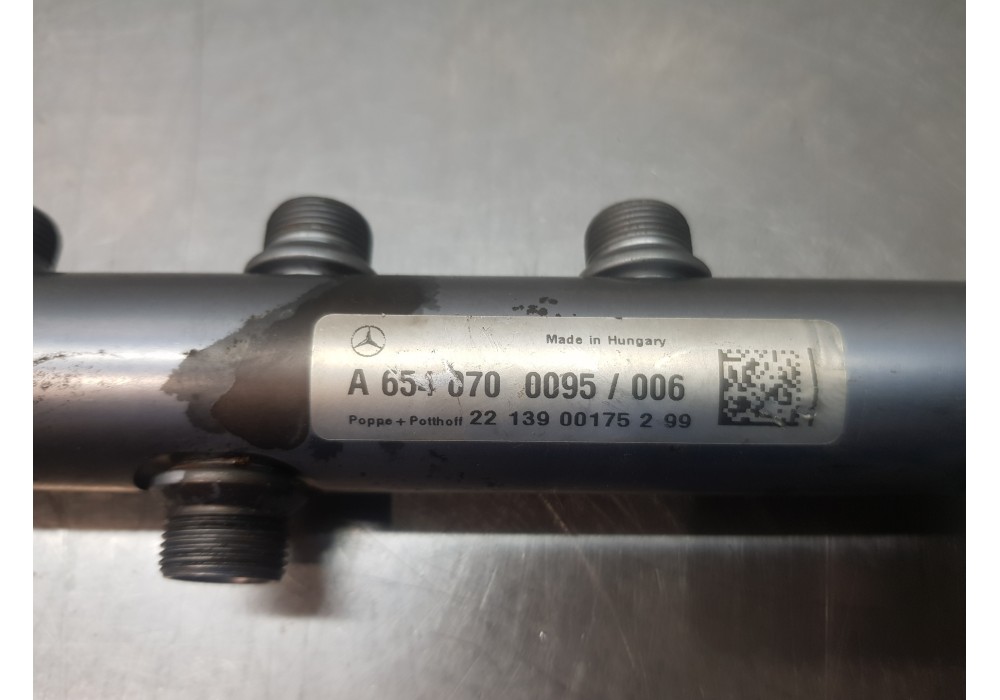 Made in Hungary
A 654 070 0095 / 006
Poppe + Potthoff 22 139 00175 2 99